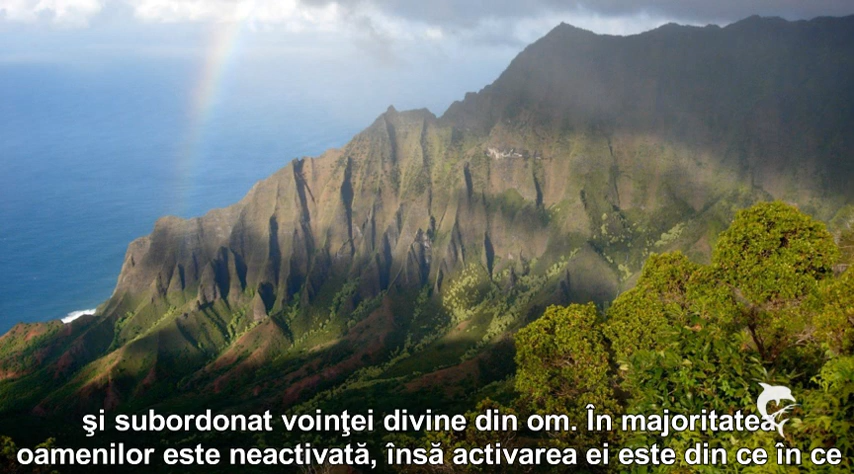 şi subordonat voinţei divine din om. În majoritatea
oamenilor este neactivată, însă activarea ei este din ce în ce